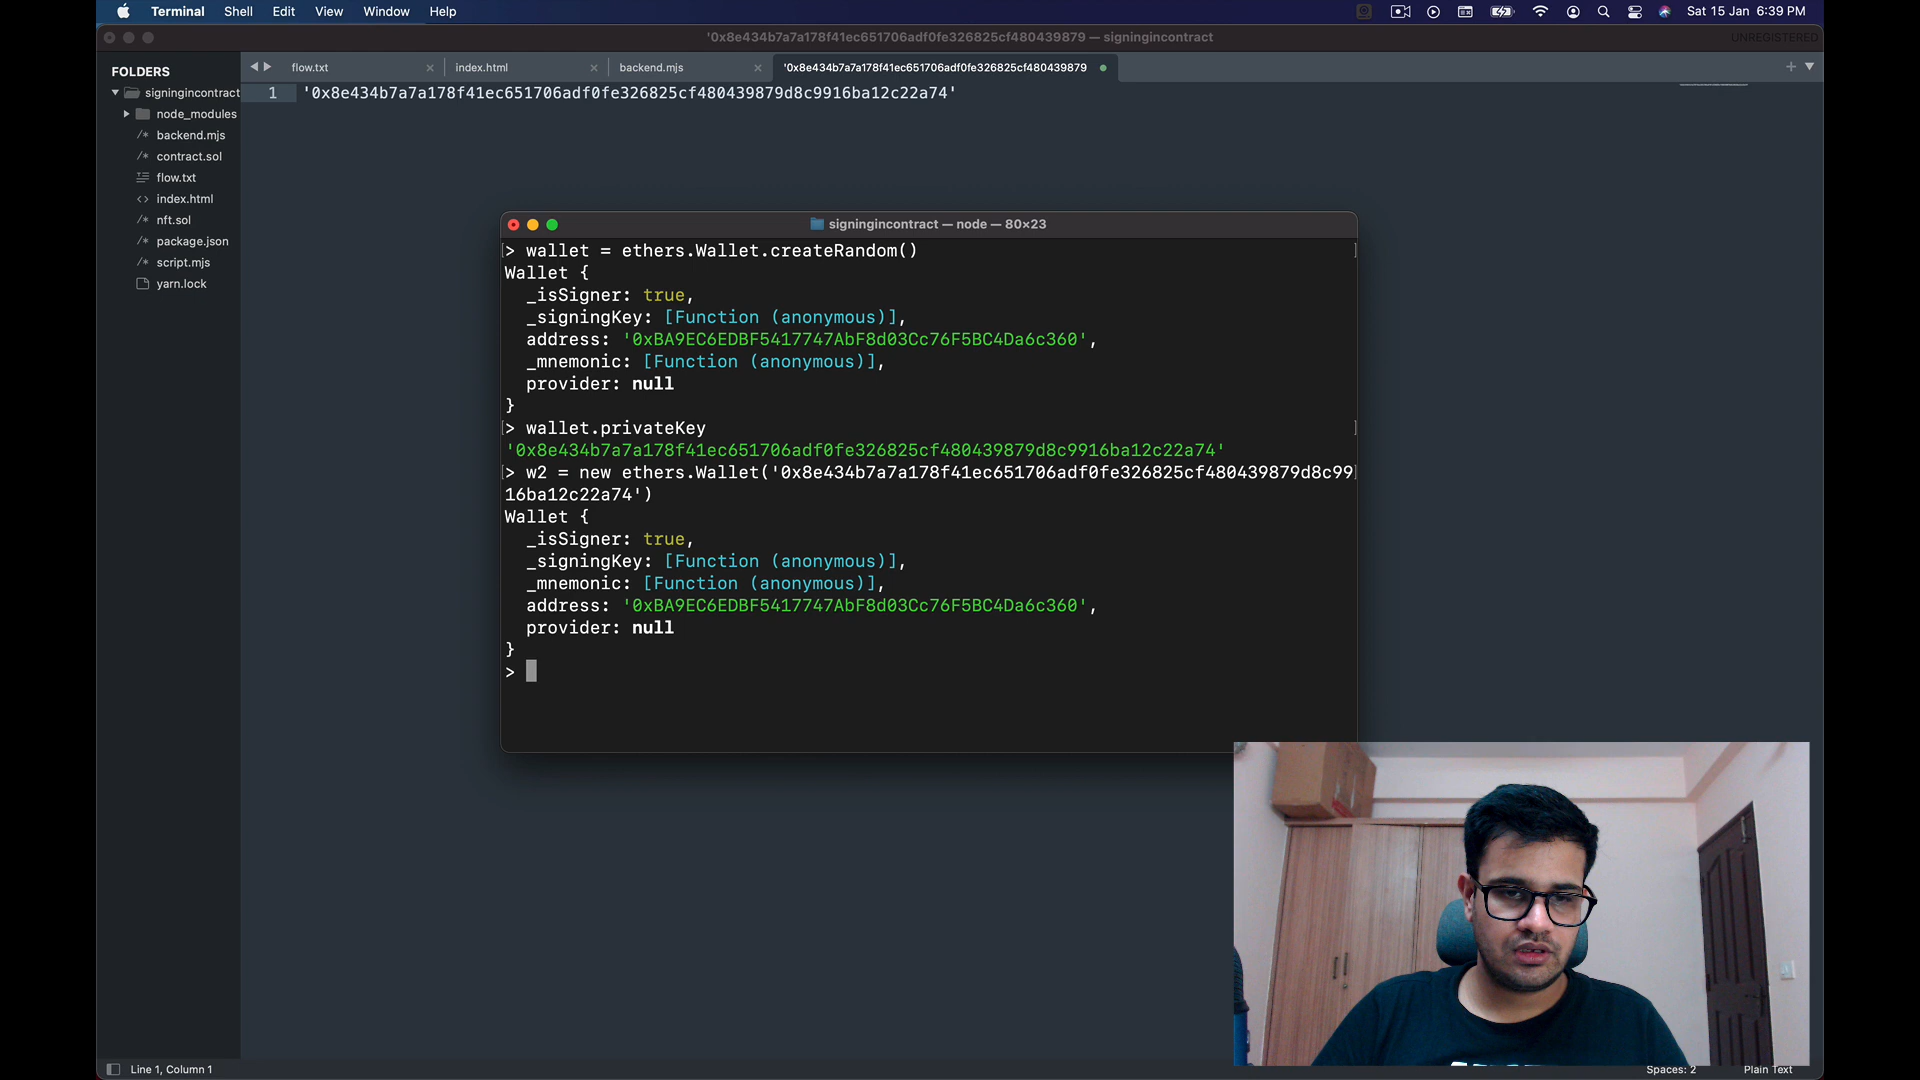 Terminal Shell Edit View Window Help Sat 15 Jan 6:39 PM
'0x8e434b7a7a178f41ec651706adf0fe326825cf480439879 — signingincontract UNREGISTERED
FOLDERS
signingincontract
node_modules
backend.mjs
contract.sol
flow.txt
index.html
nft.sol
package.json
script.mjs
yarn.lock
flow.txt index.html backend.mjs '0x8e434b7a7a178f41ec651706adf0fe326825cf480439879
1 '0x8e434b7a7a178f41ec651706adf0fe326825cf480439879d8c9916ba12c22a74'
signingincontract — node — 80×23
> wallet = ethers.Wallet.createRandom()
Wallet {
_isSigner: true,
_signingKey: [Function (anonymous)],
address: '0xBA9EC6EDBF5417747AbF8d03Cc76F5BC4Da6c360',
_mnemonic: [Function (anonymous)],
provider: null
}
> wallet.privateKey
'0x8e434b7a7a178f41ec651706adf0fe326825cf480439879d8c9916ba12c22a74'
> w2 = new ethers.Wallet('0x8e434b7a7a178f41ec651706adf0fe326825cf480439879d8c99
16ba12c22a74')
Wallet {
_isSigner: true,
_signingKey: [Function (anonymous)],
_mnemonic: [Function (anonymous)],
address: '0xBA9EC6EDBF5417747AbF8d03Cc76F5BC4Da6c360',
provider: null
}
>
Line 1, Column 1 Spaces: 2 Plain Text